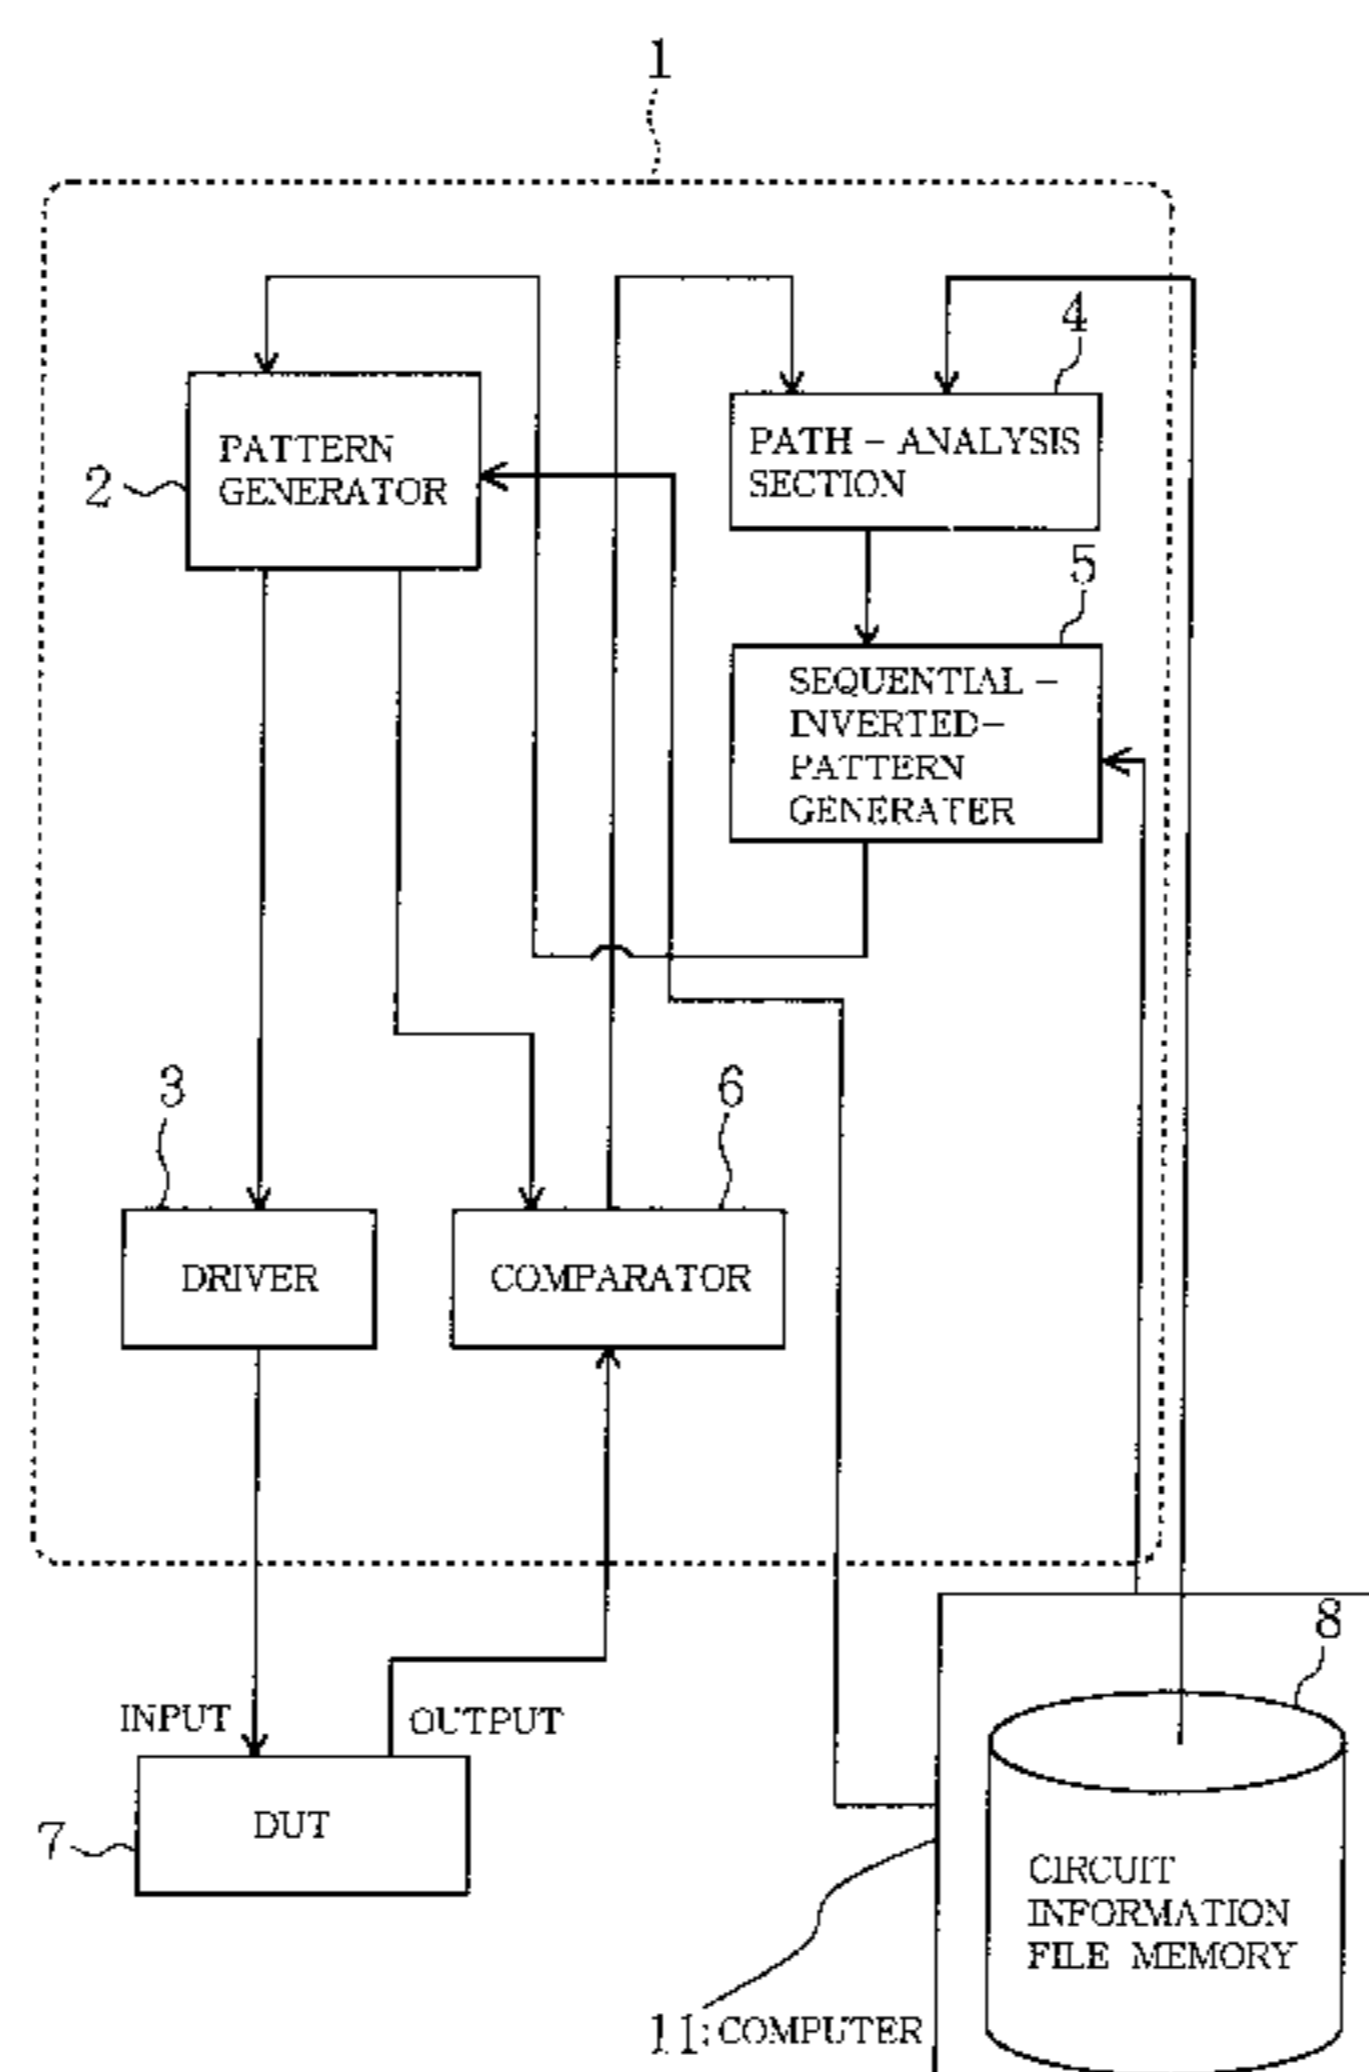 1
4
PATTERN
GENERATOR
2
PATH - ANALYSIS
SECTION
5
SEQUENTIAL -
INVERTED-
PATTERN
GENERATER
3
6
DRIVER
COMPARATOR
8
INPUT
OUTPUT
DUT
7
CIRCUIT
INFORMATION
FILE MEMORY
11:COMPUTER